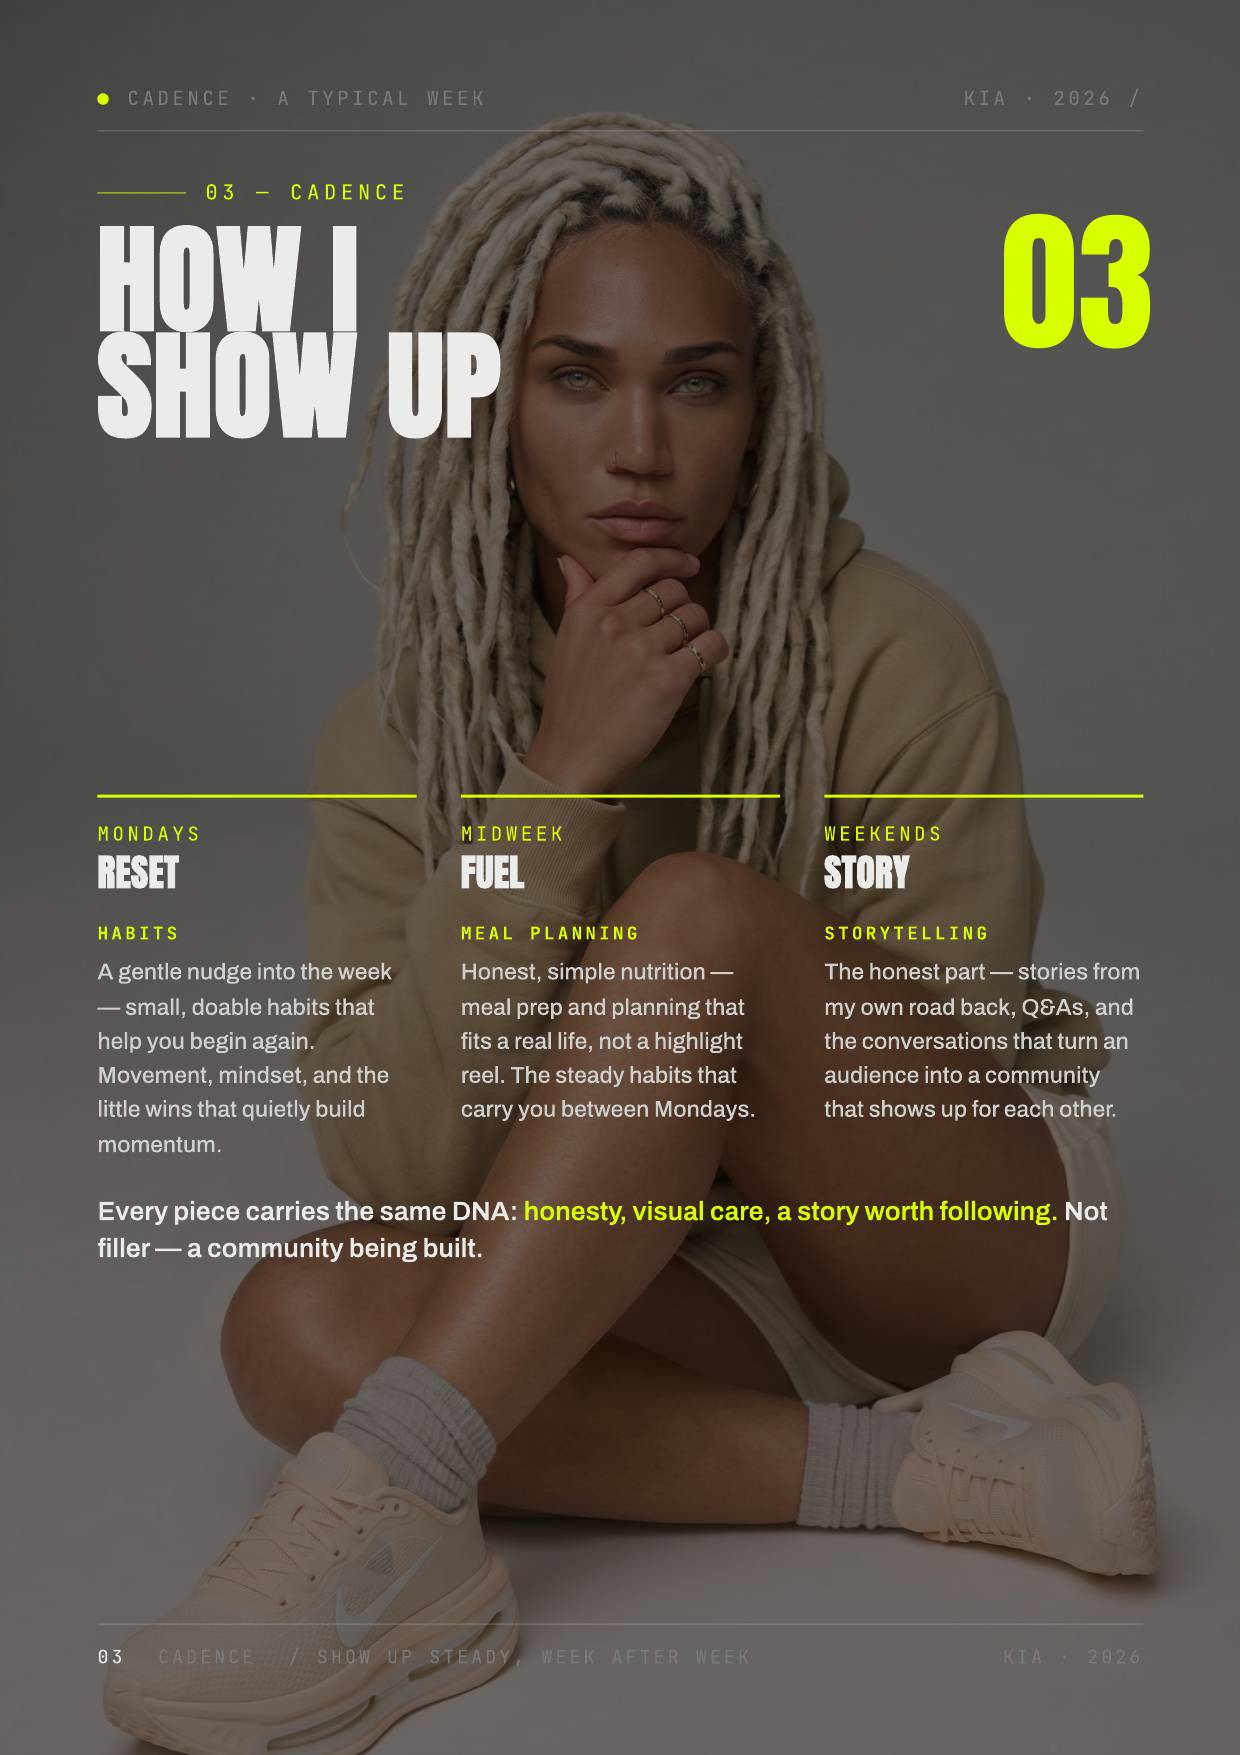 CADENCE · A TYPICAL WEEK
KIA · 2026 /
03 — CADENCE
HOW I
SHOW UP
03
MONDAYS
RESET
HABITS
A gentle nudge into the week
— small, doable habits that
help you begin again.
Movement, mindset, and the
little wins that quietly build
momentum.
MIDWEEK
FUEL
MEAL PLANNING
Honest, simple nutrition —
meal prep and planning that
fits a real life, not a highlight
reel. The steady habits that
carry you between Mondays.
WEEKENDS
STORY
STORYTELLING
The honest part — stories from
my own road back, Q&As, and
the conversations that turn an
audience into a community
that shows up for each other.
Every piece carries the same DNA: honesty, visual care, a story worth following. Not
filler — a community being built.
03 CADENCE / SHOW UP STEADY, WEEK AFTER WEEK
KIA · 2026